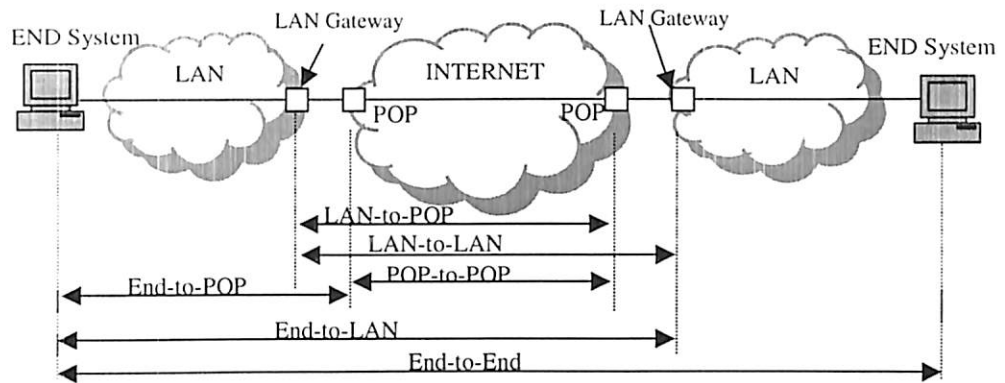 LAN Gateway
LAN Gateway
END System
END System
LAN
INTERNET
LAN
POP
POP
LAN-to-POP
LAN-to-LAN
POP-to-POP
End-to-POP
End-to-LAN
End-to-End